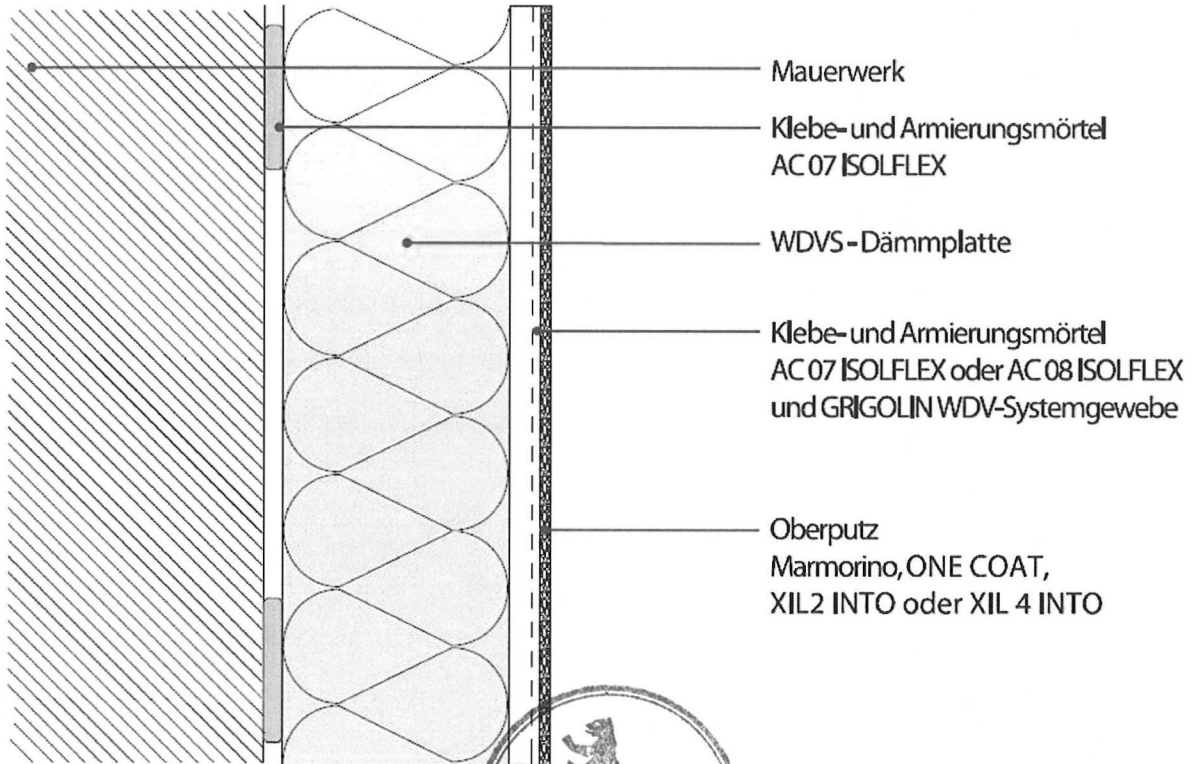 Mauerwerk
Klebe- und Armierungsmörtel
AC 07 ISOLFLEX
WDVS - Dämmplatte
Klebe- und Armierungsmörtel
AC 07 ISOLFLEX oder AC 08 ISOLFLEX
und GRIGOLIN WDV-Systemgewebe
Oberputz
Marmorino, ONE COAT,
XIL2 INTO oder XIL 4 INTO